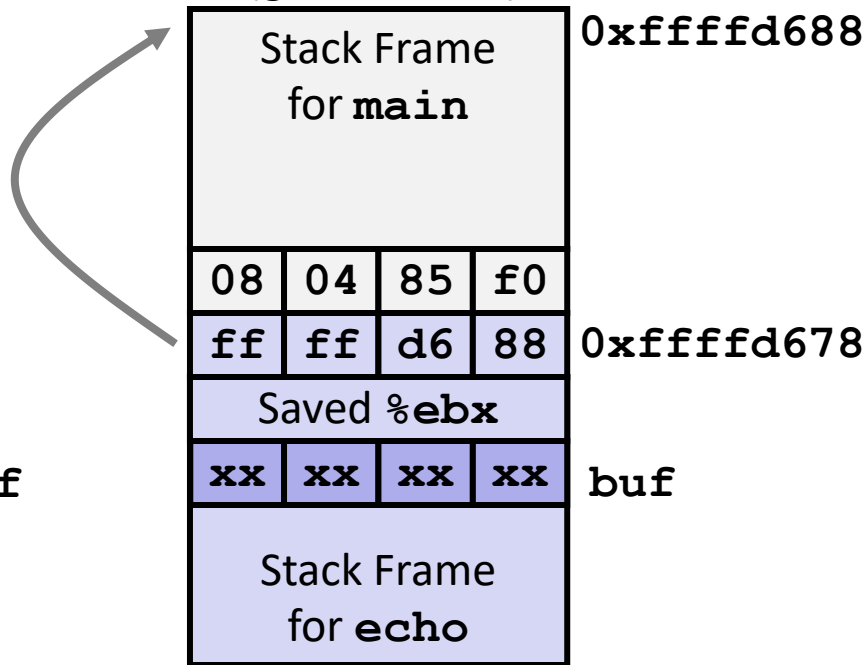 Stack Frame 0xffffd688
for main
08 04 85 f0
ff ff d6 88 0xffffd678
Saved %ebx
f xx xx xx xx buf
Stack Frame
for echo